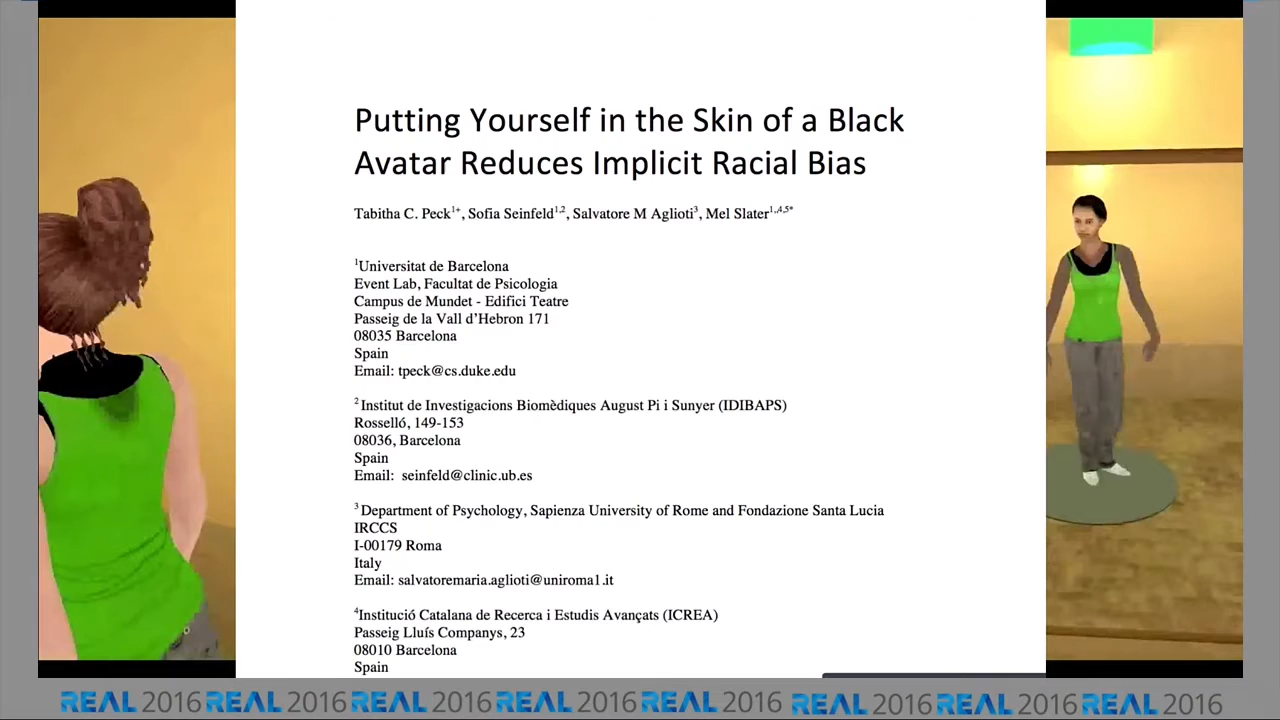 Putting Yourself in the Skin of a Black
Avatar Reduces Implicit Racial Bias
Tabitha C. Peck1+, Sofia Seinfeld1,2, Salvatore M Aglioti3, Mel Slater1,,4,5*
1Universitat de Barcelona
Event Lab, Facultat de Psicologia
Campus de Mundet - Edifici Teatre
Passeig de la Vall d’Hebron 171
08035 Barcelona
Spain
Email: tpeck@cs.duke.edu
2 Institut de Investigacions Biomèdiques August Pi i Sunyer (IDIBAPS)
Rosselló, 149-153
08036, Barcelona
Spain
Email: seinfeld@clinic.ub.es
3 Department of Psychology, Sapienza University of Rome and Fondazione Santa Lucia
IRCCS
I-00179 Roma
Italy
Email: salvatoremaria.aglioti@uniroma1.it
4Institució Catalana de Recerca i Estudis Avançats (ICREA)
Passeig Lluís Companys, 23
08010 Barcelona
Spain
REAL 2016 REAL 2016 REAL 2016 REAL 2016 REAL 2016 REAL 2016 REAL 2016 REAL 2016